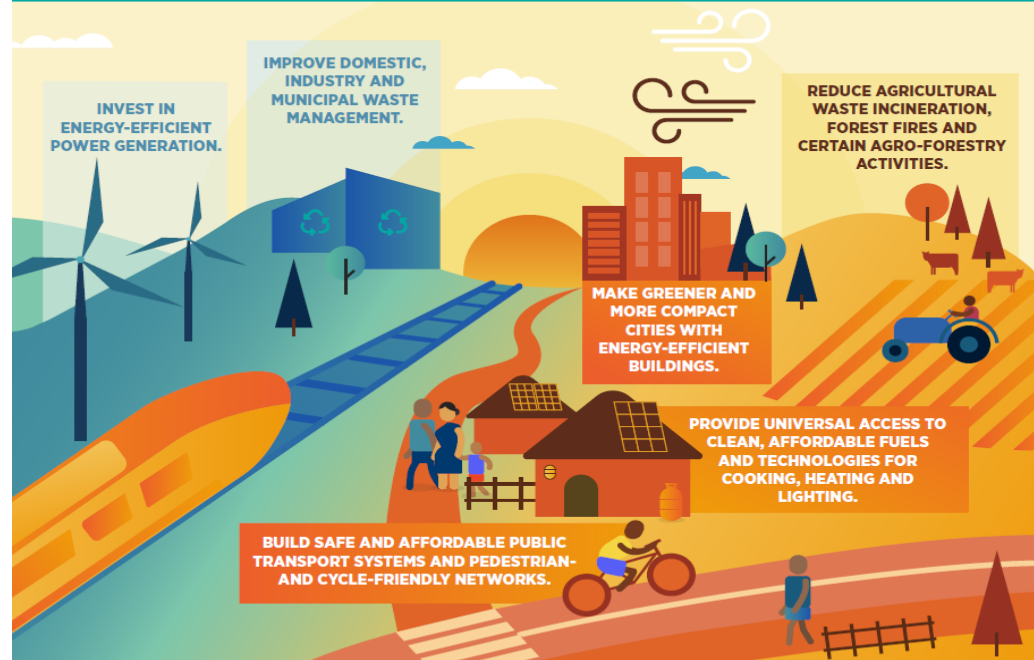 INVEST IN
ENERGY-EFFICIENT
POWER GENERATION.
IMPROVE DOMESTIC,
INDUSTRY AND
MUNICIPAL WASTE
MANAGEMENT.
REDUCE AGRICULTURAL
WASTE INCINERATION,
FOREST FIRES AND
CERTAIN AGRO-FORESTRY
ACTIVITIES.
MAKE GREENER AND
MORE COMPACT
CITIES WITH
ENERGY-EFFICIENT
BUILDINGS.
PROVIDE UNIVERSAL ACCESS TO
CLEAN, AFFORDABLE FUELS
AND TECHNOLOGIES FOR
COOKING, HEATING AND
LIGHTING.
BUILD SAFE AND AFFORDABLE PUBLIC
TRANSPORT SYSTEMS AND PEDESTRIAN-
AND CYCLE-FRIENDLY NETWORKS.